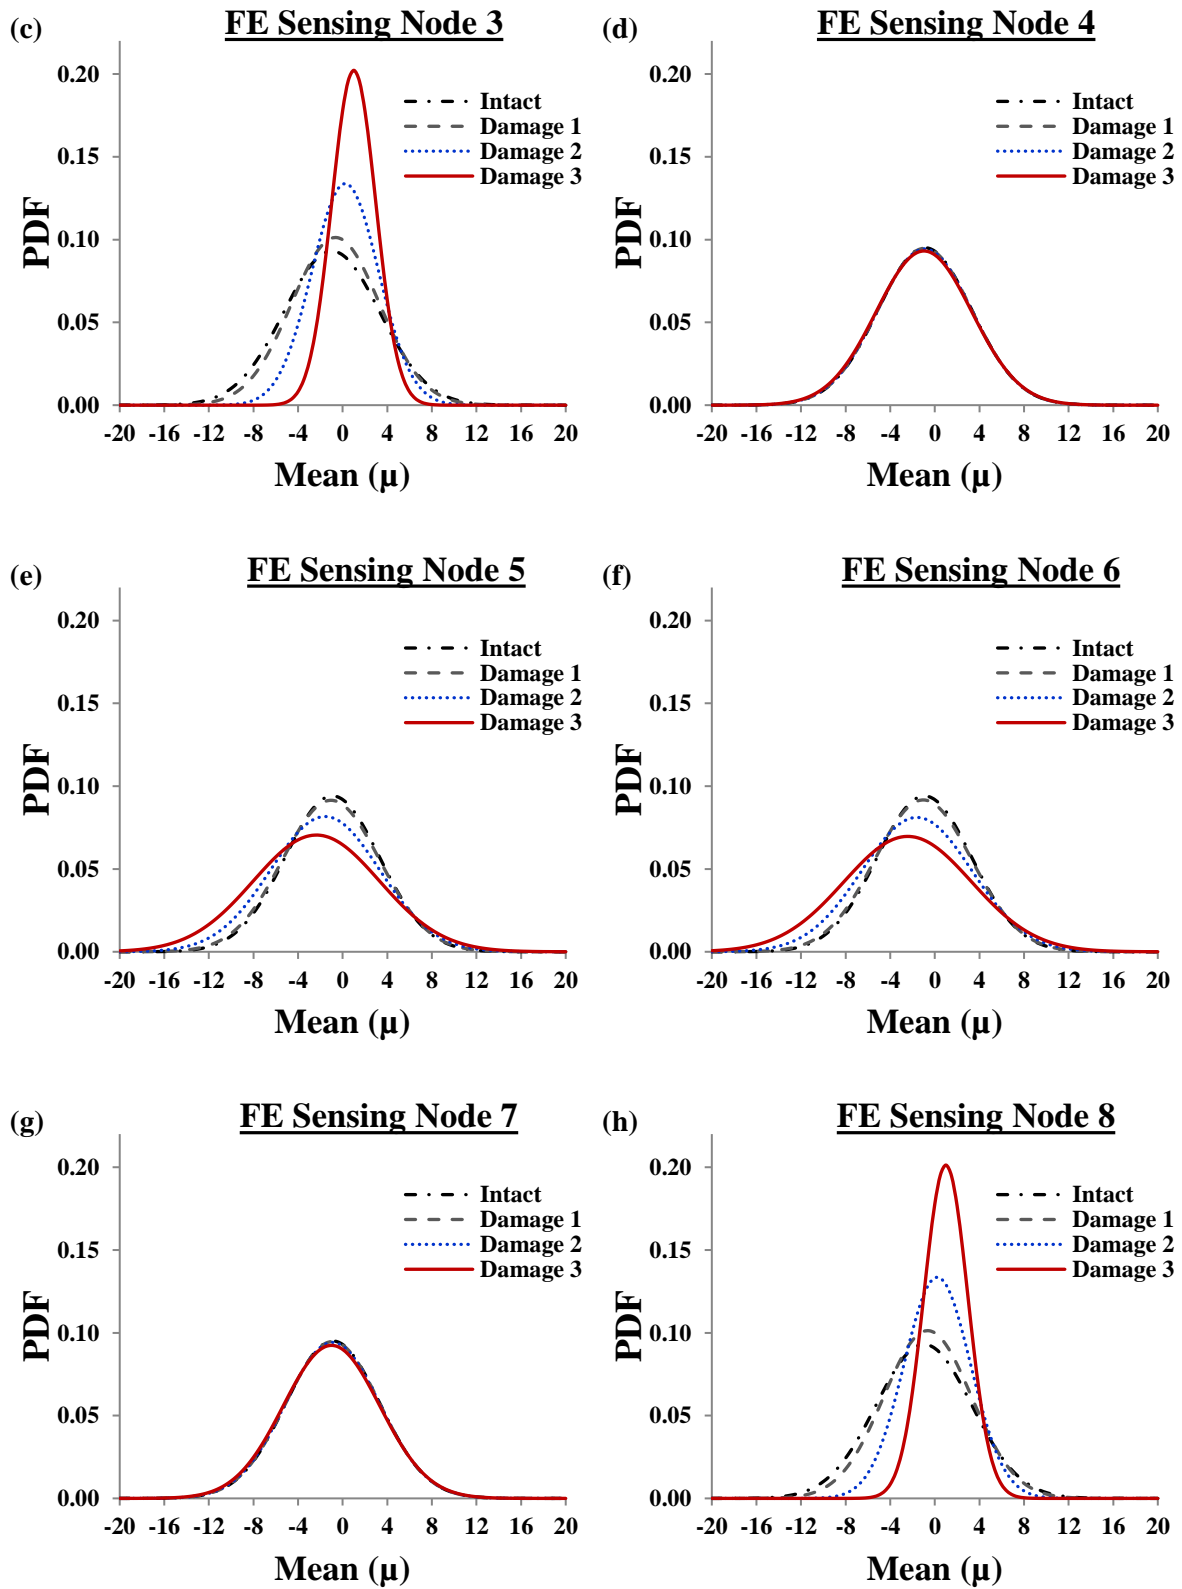 (c) FE Sensing Node 3
0.20
0.15
0.10
0.05
0.00
PDF
Intact
Damage 1
Damage 2
Damage 3
-20 -16 -12 -8 -4 0 4 8 12 16 20
Mean (µ)
(d) FE Sensing Node 4
0.20
0.15
0.10
0.05
0.00
PDF
Intact
Damage 1
Damage 2
Damage 3
-20 -16 -12 -8 -4 0 4 8 12 16 20
Mean (µ)
(e) FE Sensing Node 5
0.20
0.15
0.10
0.05
0.00
PDF
Intact
Damage 1
Damage 2
Damage 3
-20 -16 -12 -8 -4 0 4 8 12 16 20
Mean (µ)
(f) FE Sensing Node 6
0.20
0.15
0.10
0.05
0.00
PDF
Intact
Damage 1
Damage 2
Damage 3
-20 -16 -12 -8 -4 0 4 8 12 16 20
Mean (µ)
(g) FE Sensing Node 7
0.20
0.15
0.10
0.05
0.00
PDF
Intact
Damage 1
Damage 2
Damage 3
-20 -16 -12 -8 -4 0 4 8 12 16 20
Mean (µ)
(h) FE Sensing Node 8
0.20
0.15
0.10
0.05
0.00
PDF
Intact
Damage 1
Damage 2
Damage 3
-20 -16 -12 -8 -4 0 4 8 12 16 20
Mean (µ)